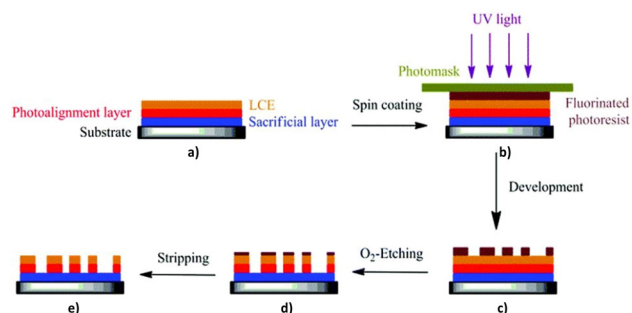 UV light
Photomask
LCE
Photoalignment layer
Spin coating
Fluorinated
photoresist
Substrate
Sacrificial layer
a)
b)
Development
Stripping
O₂-Etching
e)
d)
c)